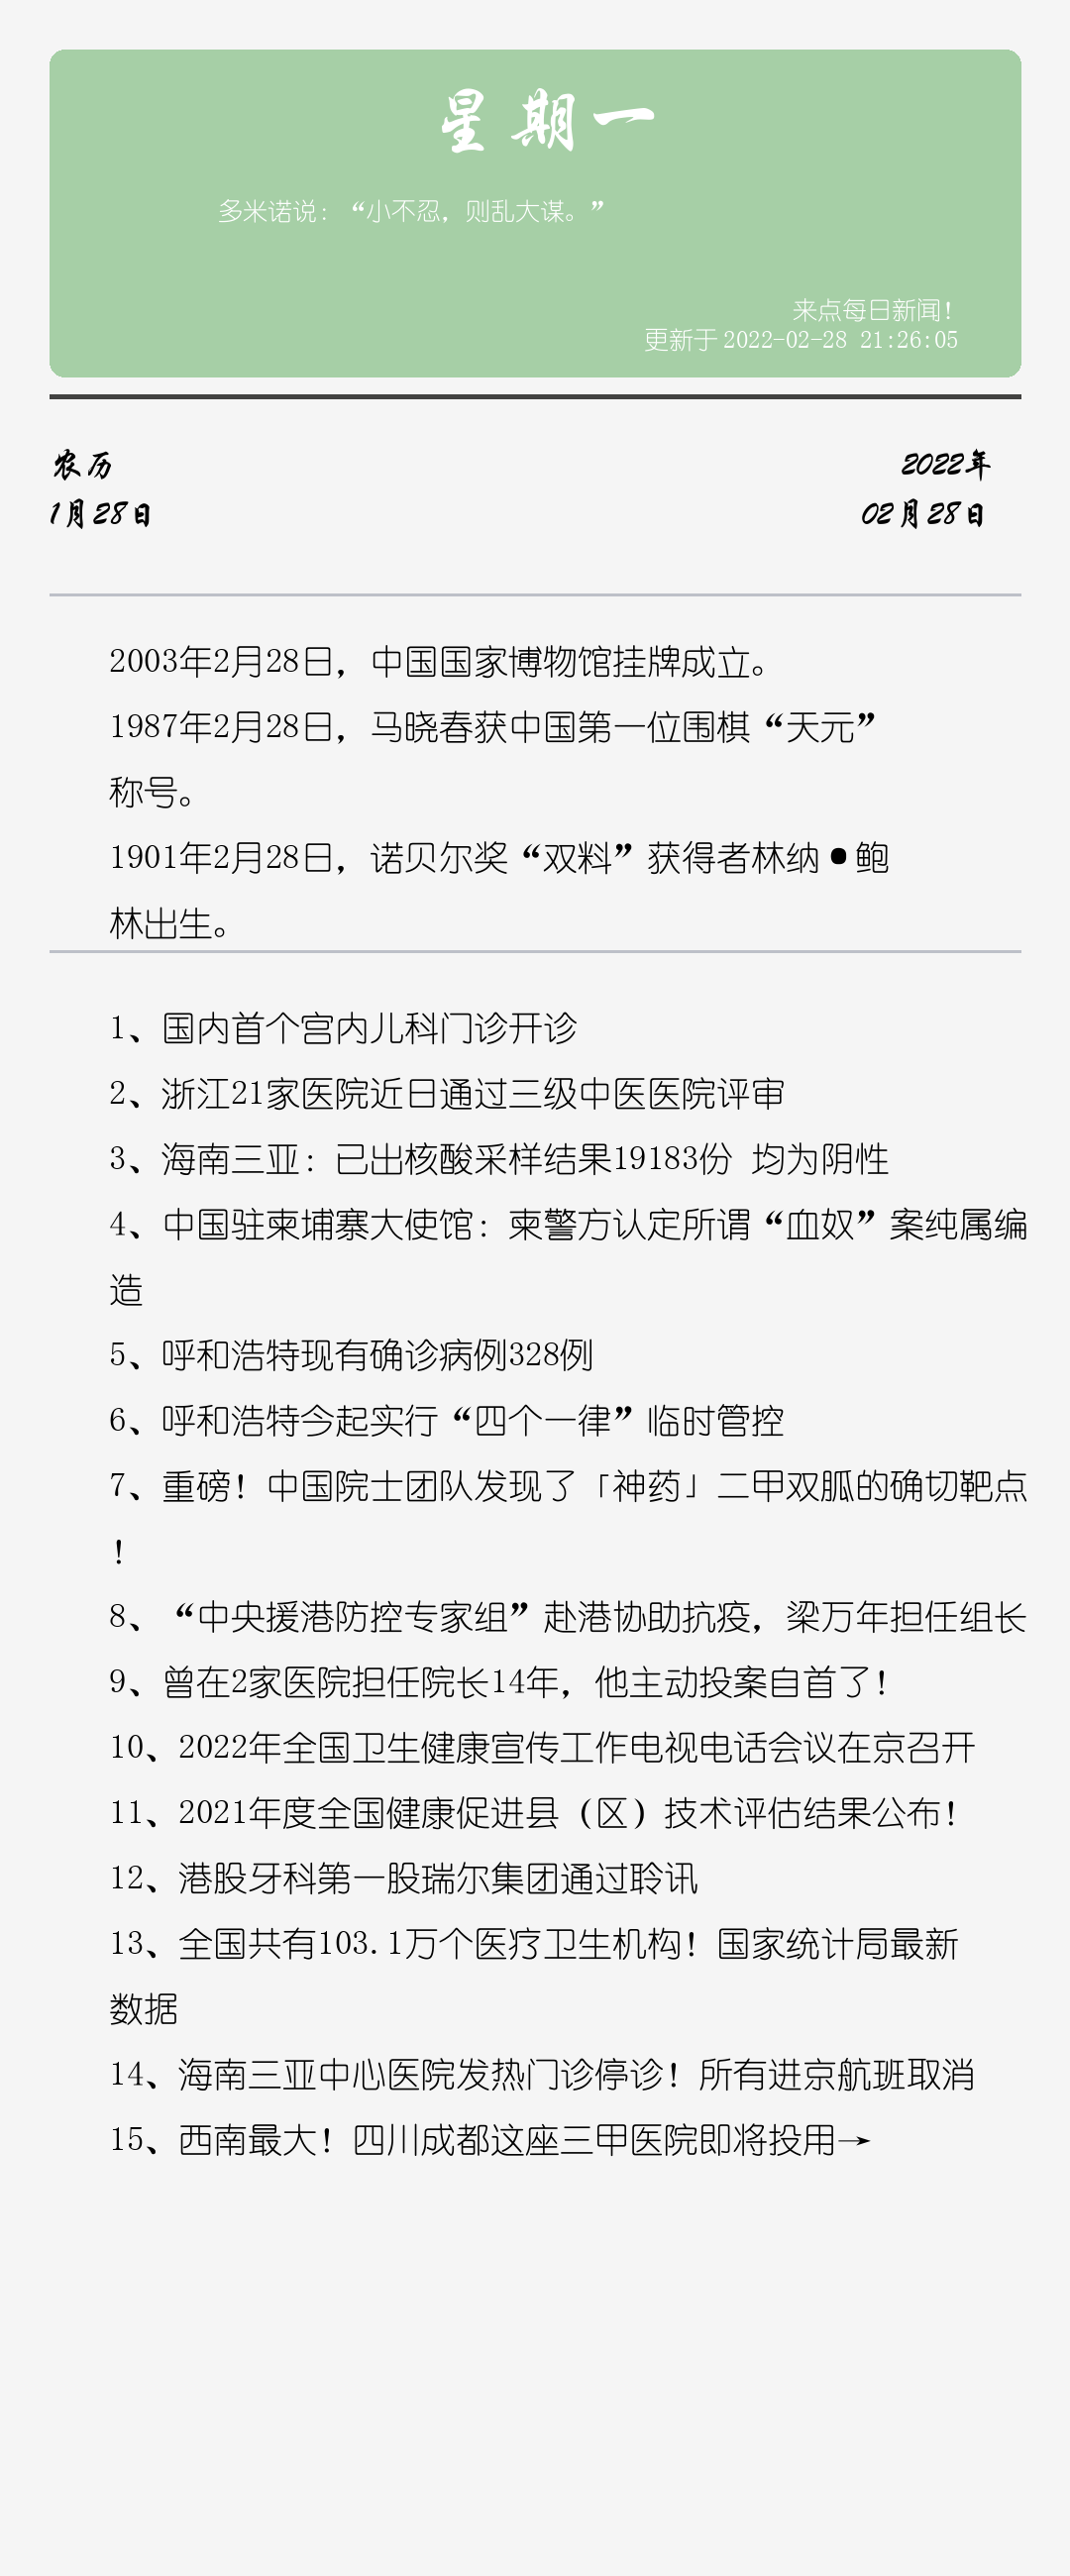 星期一
多米诺说：“小不忍，则乱大谋。”
来点每日新闻！
更新于 2022-02-28 21:26:05
农历
2022年
1月28日
02月28日
2003年2月28日，中国国家博物馆挂牌成立。
1987年2月28日，马晓春获中国第一位围棋“天元”
称号。
1901年2月28日，诺贝尔奖“双料”获得者林纳•鲍
林出生。
1、国内首个宫内儿科门诊开诊
2、浙江21家医院近日通过三级中医医院评审
3、海南三亚：已出核酸采样结果19183份 均为阴性
4、中国驻柬埔寨大使馆：柬警方认定所谓“血奴”案纯属编
造
5、呼和浩特现有确诊病例328例
6、呼和浩特今起实行“四个一律”临时管控
7、重磅！中国院士团队发现了「神药」二甲双胍的确切靶点
！
8、“中央援港防控专家组”赴港协助抗疫，梁万年担任组长
9、曾在2家医院担任院长14年，他主动投案自首了！
10、2022年全国卫生健康宣传工作电视电话会议在京召开
11、2021年度全国健康促进县（区）技术评估结果公布！
12、港股牙科第一股瑞尔集团通过聆讯
13、全国共有103.1万个医疗卫生机构！国家统计局最新
数据
14、海南三亚中心医院发热门诊停诊！所有进京航班取消
15、西南最大！四川成都这座三甲医院即将投用→